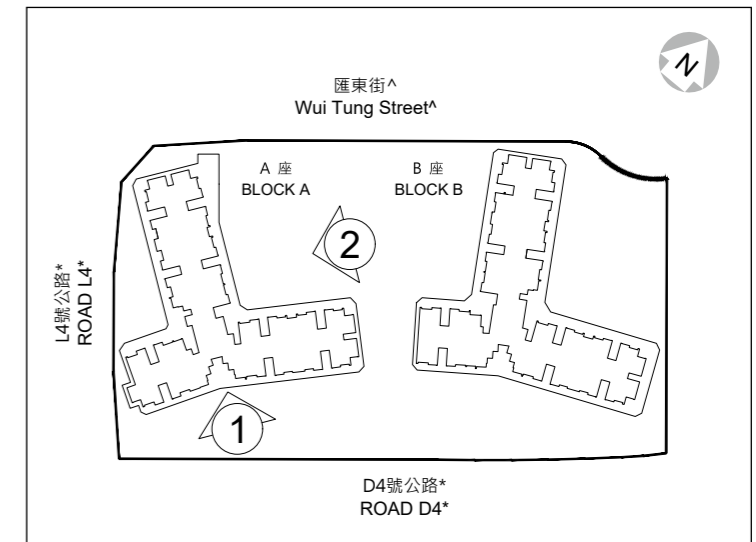 N
匯東街^
Wui Tung Street^
A 座
BLOCK A
B 座
BLOCK B
2
L4號公路*
ROAD L4*
1
D4號公路*
ROAD D4*